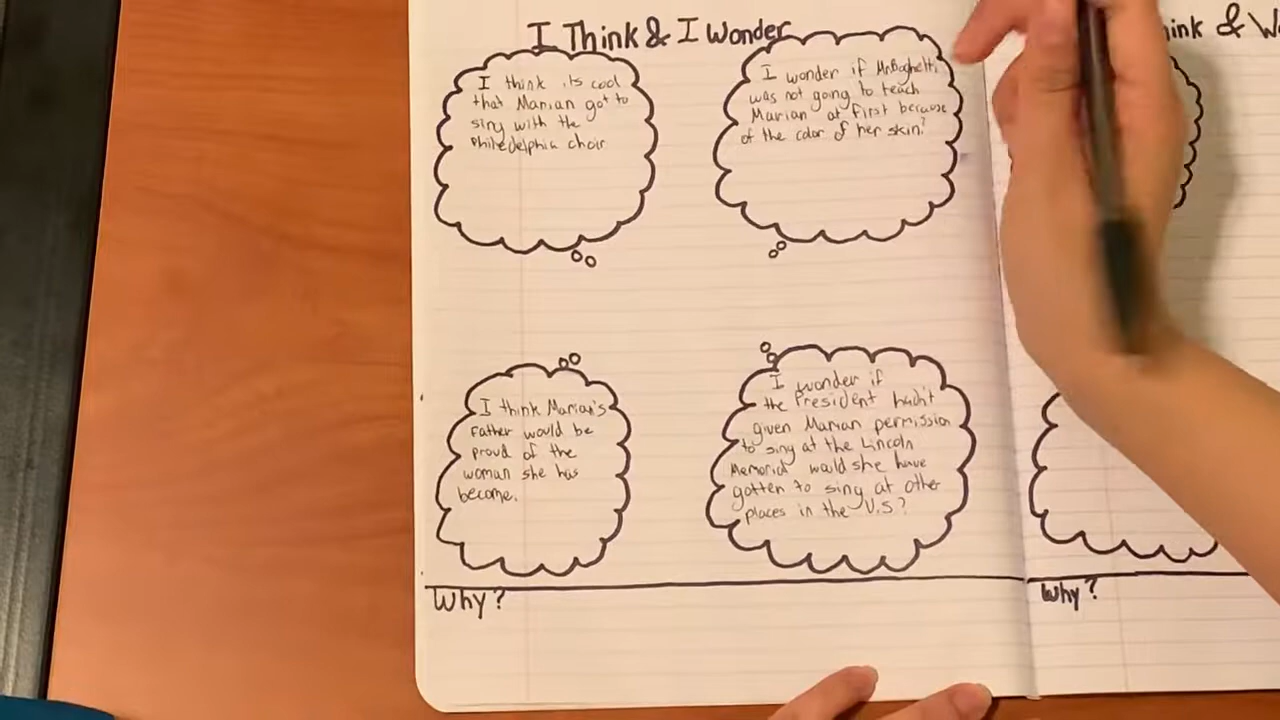 I Think & I Wonder
I think its cool
that Marian got to
sing with the
Philedelphia choir
I wonder if Mr.Boghetti
was not going to teach
Marian at first because
of the color of her skin?
I think Marian's
Father would be
proud of the
woman she has
become.
I wonder if
the President hadn't
given Marian permission
to sing at the Lincoln
Memorial would she have
gotten to sing at other
places in the U.S?
Why?
ink & W
Why?